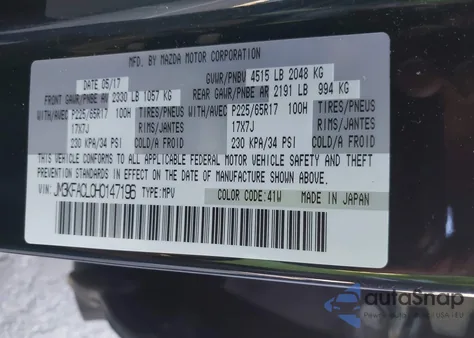 MFD. BY MAZDA MOTOR CORPORATION
DATE 05/17 GVWR/PNBV 4515 LB 2048 KG
FRONT GAWR/PNBE AV 2330 LB 1057 KG REAR GAWR/PNBE AR 2191 LB 994 KG
WITH/AVEC P225/65R17 100H TIRES/PNEUS WITH/AVEC P225/65R17 100H TIRES/PNEUS
17X7J RIMS/JANTES 17X7J RIMS/JANTES
230 KPA/34 PSI COLD/A FROID 230 KPA/34 PSI COLD/A FROID
THIS VEHICLE CONFORMS TO ALL APPLICABLE FEDERAL MOTOR VEHICLE SAFETY AND THEFT
PREVENTION STANDARDS IN EFFECT ON THE DATE OF MANUFACTURE SHOWN ABOVE.
VIN: JM3KFACL0H0147196 TYPE: MPV COLOR CODE: 41W MADE IN JAPAN
autoSnap